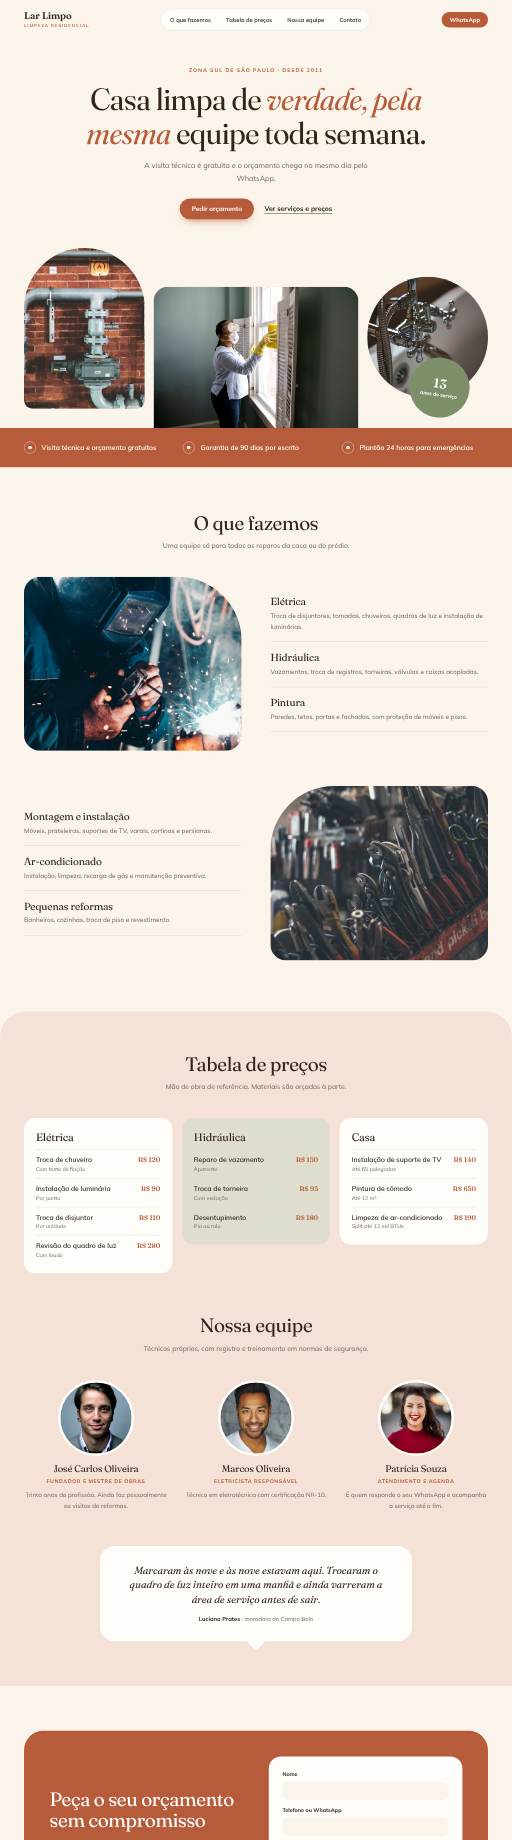 Lar Limpo
LIMPEZA RESIDENCIAL
O que fazemos
Tabela de preços
Nossa equipe
Contato
WhatsApp
ZONA SUL DE SÃO PAULO · DESDE 2011
Casa limpa de verdade, pela
mesma equipe toda semana.
A visita técnica é gratuita e o orçamento chega no mesmo dia pelo
WhatsApp.
Pedir orçamento
Ver serviços e preços
13
anos de serviço
Visita técnica e orçamento gratuitos
Garantia de 90 dias por escrito
Plantão 24 horas para emergências
O que fazemos
Uma equipe só para todos os reparos da casa ou do prédio.
Elétrica
Troca de disjuntores, tomadas, chuveiros, quadros de luz e instalação de
luminárias.
Hidráulica
Vazamentos, troca de registros, torneiras, válvulas e caixas acopladas.
Pintura
Paredes, tetos, portas e fachadas, com proteção de móveis e pisos.
Montagem e instalação
Móveis, prateleiras, suportes de TV, varais, cortinas e persianas.
Ar-condicionado
Instalação, limpeza, recarga de gás e manutenção preventiva.
Pequenas reformas
Banheiros, cozinhas, troca de piso e revestimento.
Tabela de preços
Mão de obra de referência. Materiais são orçados à parte.
Elétrica
Troca de chuveiro R$ 120
Com teste de fiação
Instalação de luminária R$ 90
Por ponto
Troca de disjuntor R$ 110
Por unidade
Revisão do quadro de luz R$ 280
Com laudo
Hidráulica
Reparo de vazamento R$ 150
Aparente
Troca de torneira R$ 95
Com vedação
Desentupimento R$ 180
Pia ou ralo
Casa
Instalação de suporte de TV R$ 140
Até 65 polegadas
Pintura de cômodo R$ 650
Até 12 m²
Limpeza de ar-condicionado R$ 190
Split até 12 mil BTUs
Nossa equipe
Técnicos próprios, com registro e treinamento em normas de segurança.
José Carlos Oliveira
FUNDADOR E MESTRE DE OBRAS
Trinta anos de profissão. Ainda faz pessoalmente
as visitas de reformas.
Marcos Oliveira
ELETRICISTA RESPONSÁVEL
Técnico em eletrotécnica com certificação NR-10.
Patrícia Souza
ATENDIMENTO E AGENDA
É quem responde o seu WhatsApp e acompanha
o serviço até o fim.
Marcaram às nove e às nove estavam aqui. Trocaram o
quadro de luz inteiro em uma manhã e ainda varreram a
área de serviço antes de sair.
Luciana Prates · moradora do Campo Belo
Peça o seu orçamento
sem compromisso
Nome
Telefone ou WhatsApp